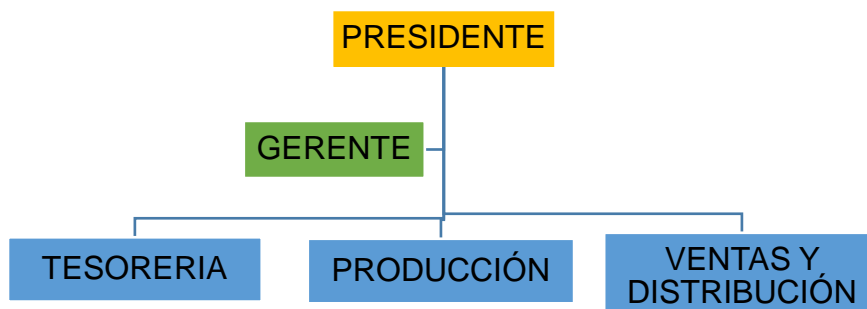 PRESIDENTE
GERENTE
TESORERIA
PRODUCCIÓN
VENTAS Y
DISTRIBUCIÓN